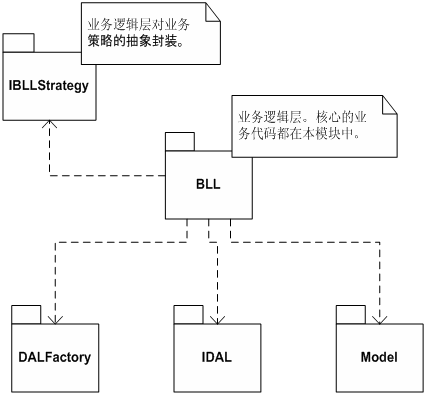 业务逻辑层对业务
策略的抽象封装。
IBLLStrategy
业务逻辑层。核心的业
务代码都在本模块中。
BLL
DALFactory
IDAL
Model